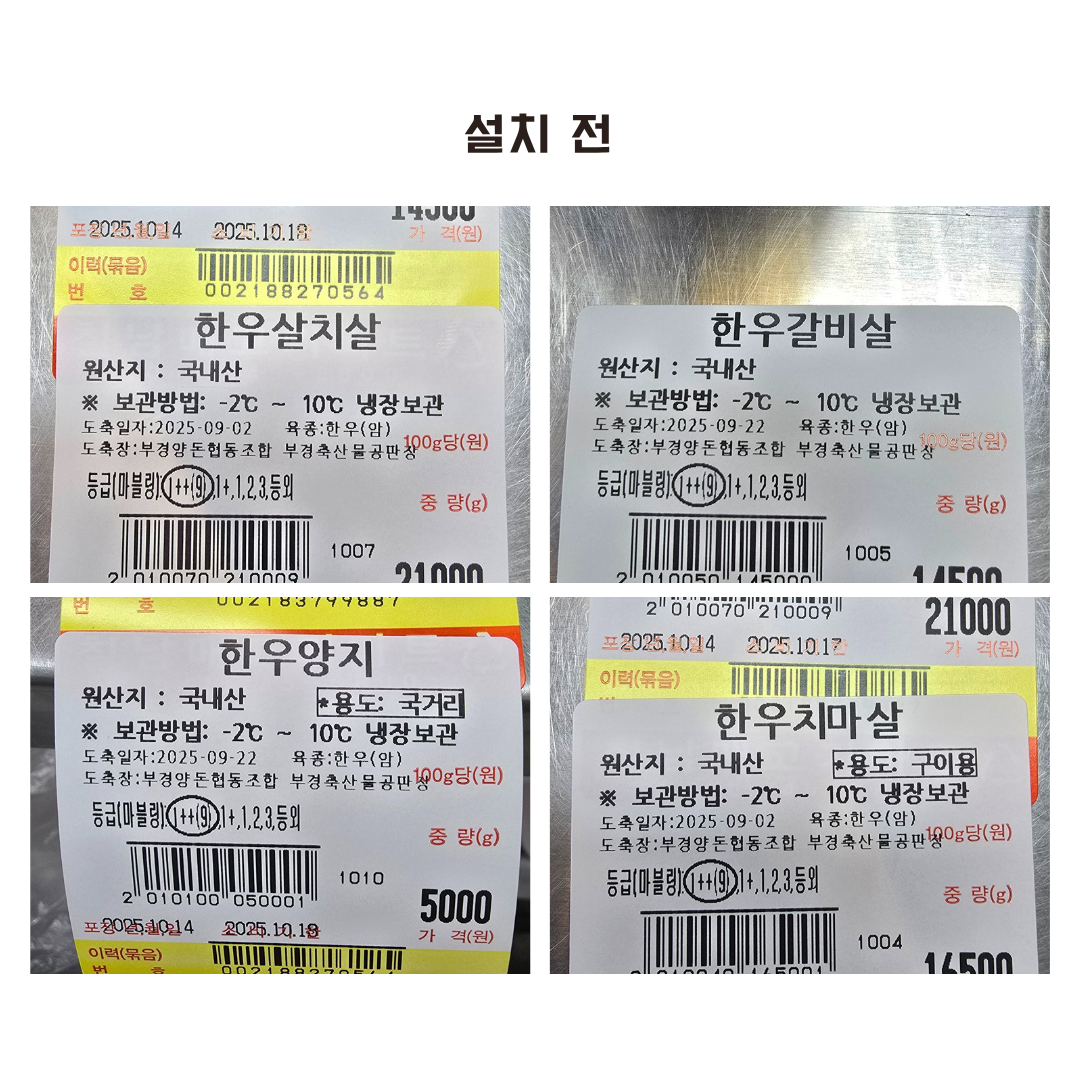 설치 전
14500
2025.10.14 2025.10.18 가 격(원)
이력(묶음)
번 호 002188270564
한우살치살
원산지 : 국내산
※ 보관방법: -2℃ ~ 10℃ 냉장보관
도축일자:2025-09-02 육종:한우(암)
도축장:부경양돈협동조합 부경축산물공판장 100g당(원)
등급(마블링):1++(9),1+,1,2,3,등외
중 량(g)
1007
2 010070 210009 21000
한우갈비살
원산지 : 국내산
※ 보관방법: -2℃ ~ 10℃ 냉장보관
도축일자:2025-09-22 육종:한우(암)
도축장:부경양돈협동조합 부경축산물공판장 100g당(원)
등급(마블링):1++(9),1+,1,2,3,등외
중 량(g)
1005
2 010050 145000 14500
번 호 002183799887
한우양지
원산지 : 국내산 *용도: 국거리
※ 보관방법: -2℃ ~ 10℃ 냉장보관
도축일자:2025-09-22 육종:한우(암)
도축장:부경양돈협동조합 부경축산물공판장 100g당(원)
등급(마블링):1++(9),1+,1,2,3,등외
중 량(g)
1010
2 010100 050001 5000
2025.10.14 2025.10.18 가 격(원)
이력(묶음)
번 호 002188270564
2 010070 210009 21000
2025.10.14 2025.10.17 가 격(원)
이력(묶음)
한우치마살
원산지 : 국내산 *용도: 구이용
※ 보관방법: -2℃ ~ 10℃ 냉장보관
도축일자:2025-09-02 육종:한우(암)
도축장:부경양돈협동조합 부경축산물공판장 100g당(원)
등급(마블링):1++(9),1+,1,2,3,등외
중 량(g)
1004
16500